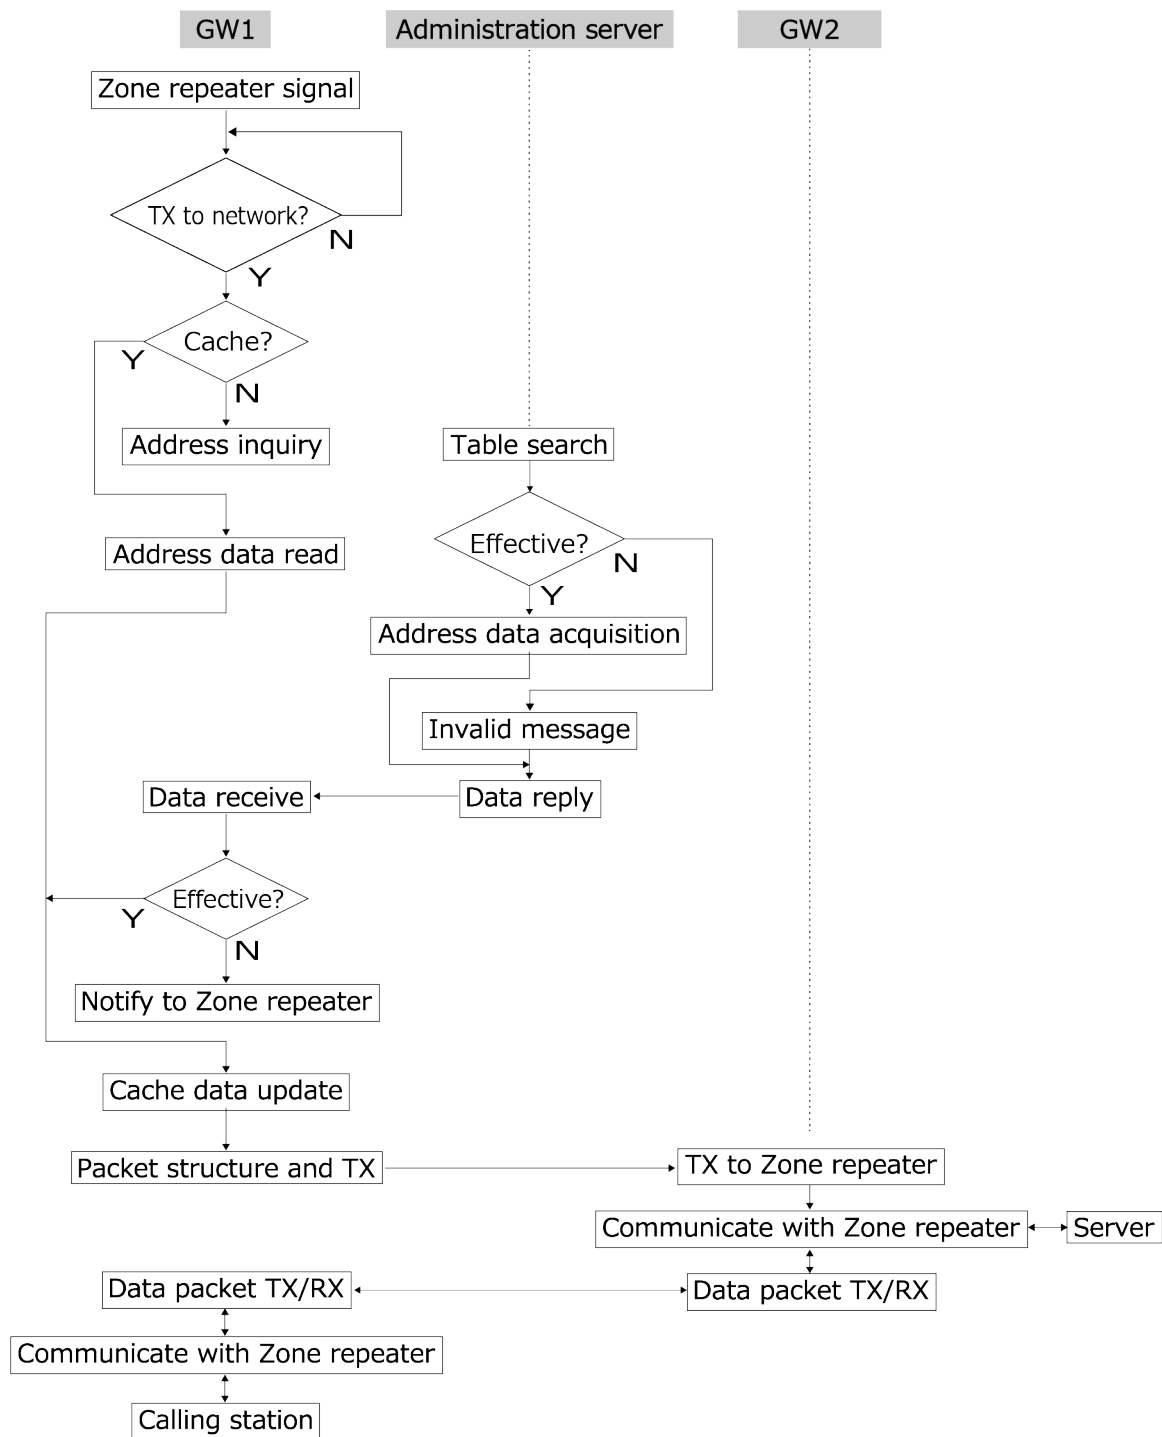 GW1
Administration server
GW2
Zone repeater signal
TX to network?
N
Y
Cache?
Y
N
Address inquiry
Table search
Effective?
N
Address data read
Y
Address data acquisition
Invalid message
Data receive
Data reply
Effective?
Y
N
Notify to Zone repeater
Cache data update
Packet structure and TX
TX to Zone repeater
Communicate with Zone repeater
Server
Data packet TX/RX
Data packet TX/RX
Communicate with Zone repeater
Calling station